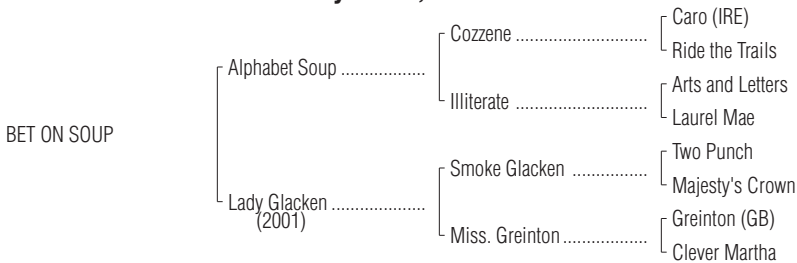 Caro (IRE)
Cozzene ............................
Ride the Trails
Alphabet Soup ..................
Arts and Letters
Illiterate ............................
Laurel Mae
BET ON SOUP
Two Punch
Smoke Glacken ................
Majesty's Crown
Lady Glacken ....................
(2001)
Greinton (GB)
Miss. Greinton ..................
Clever Martha